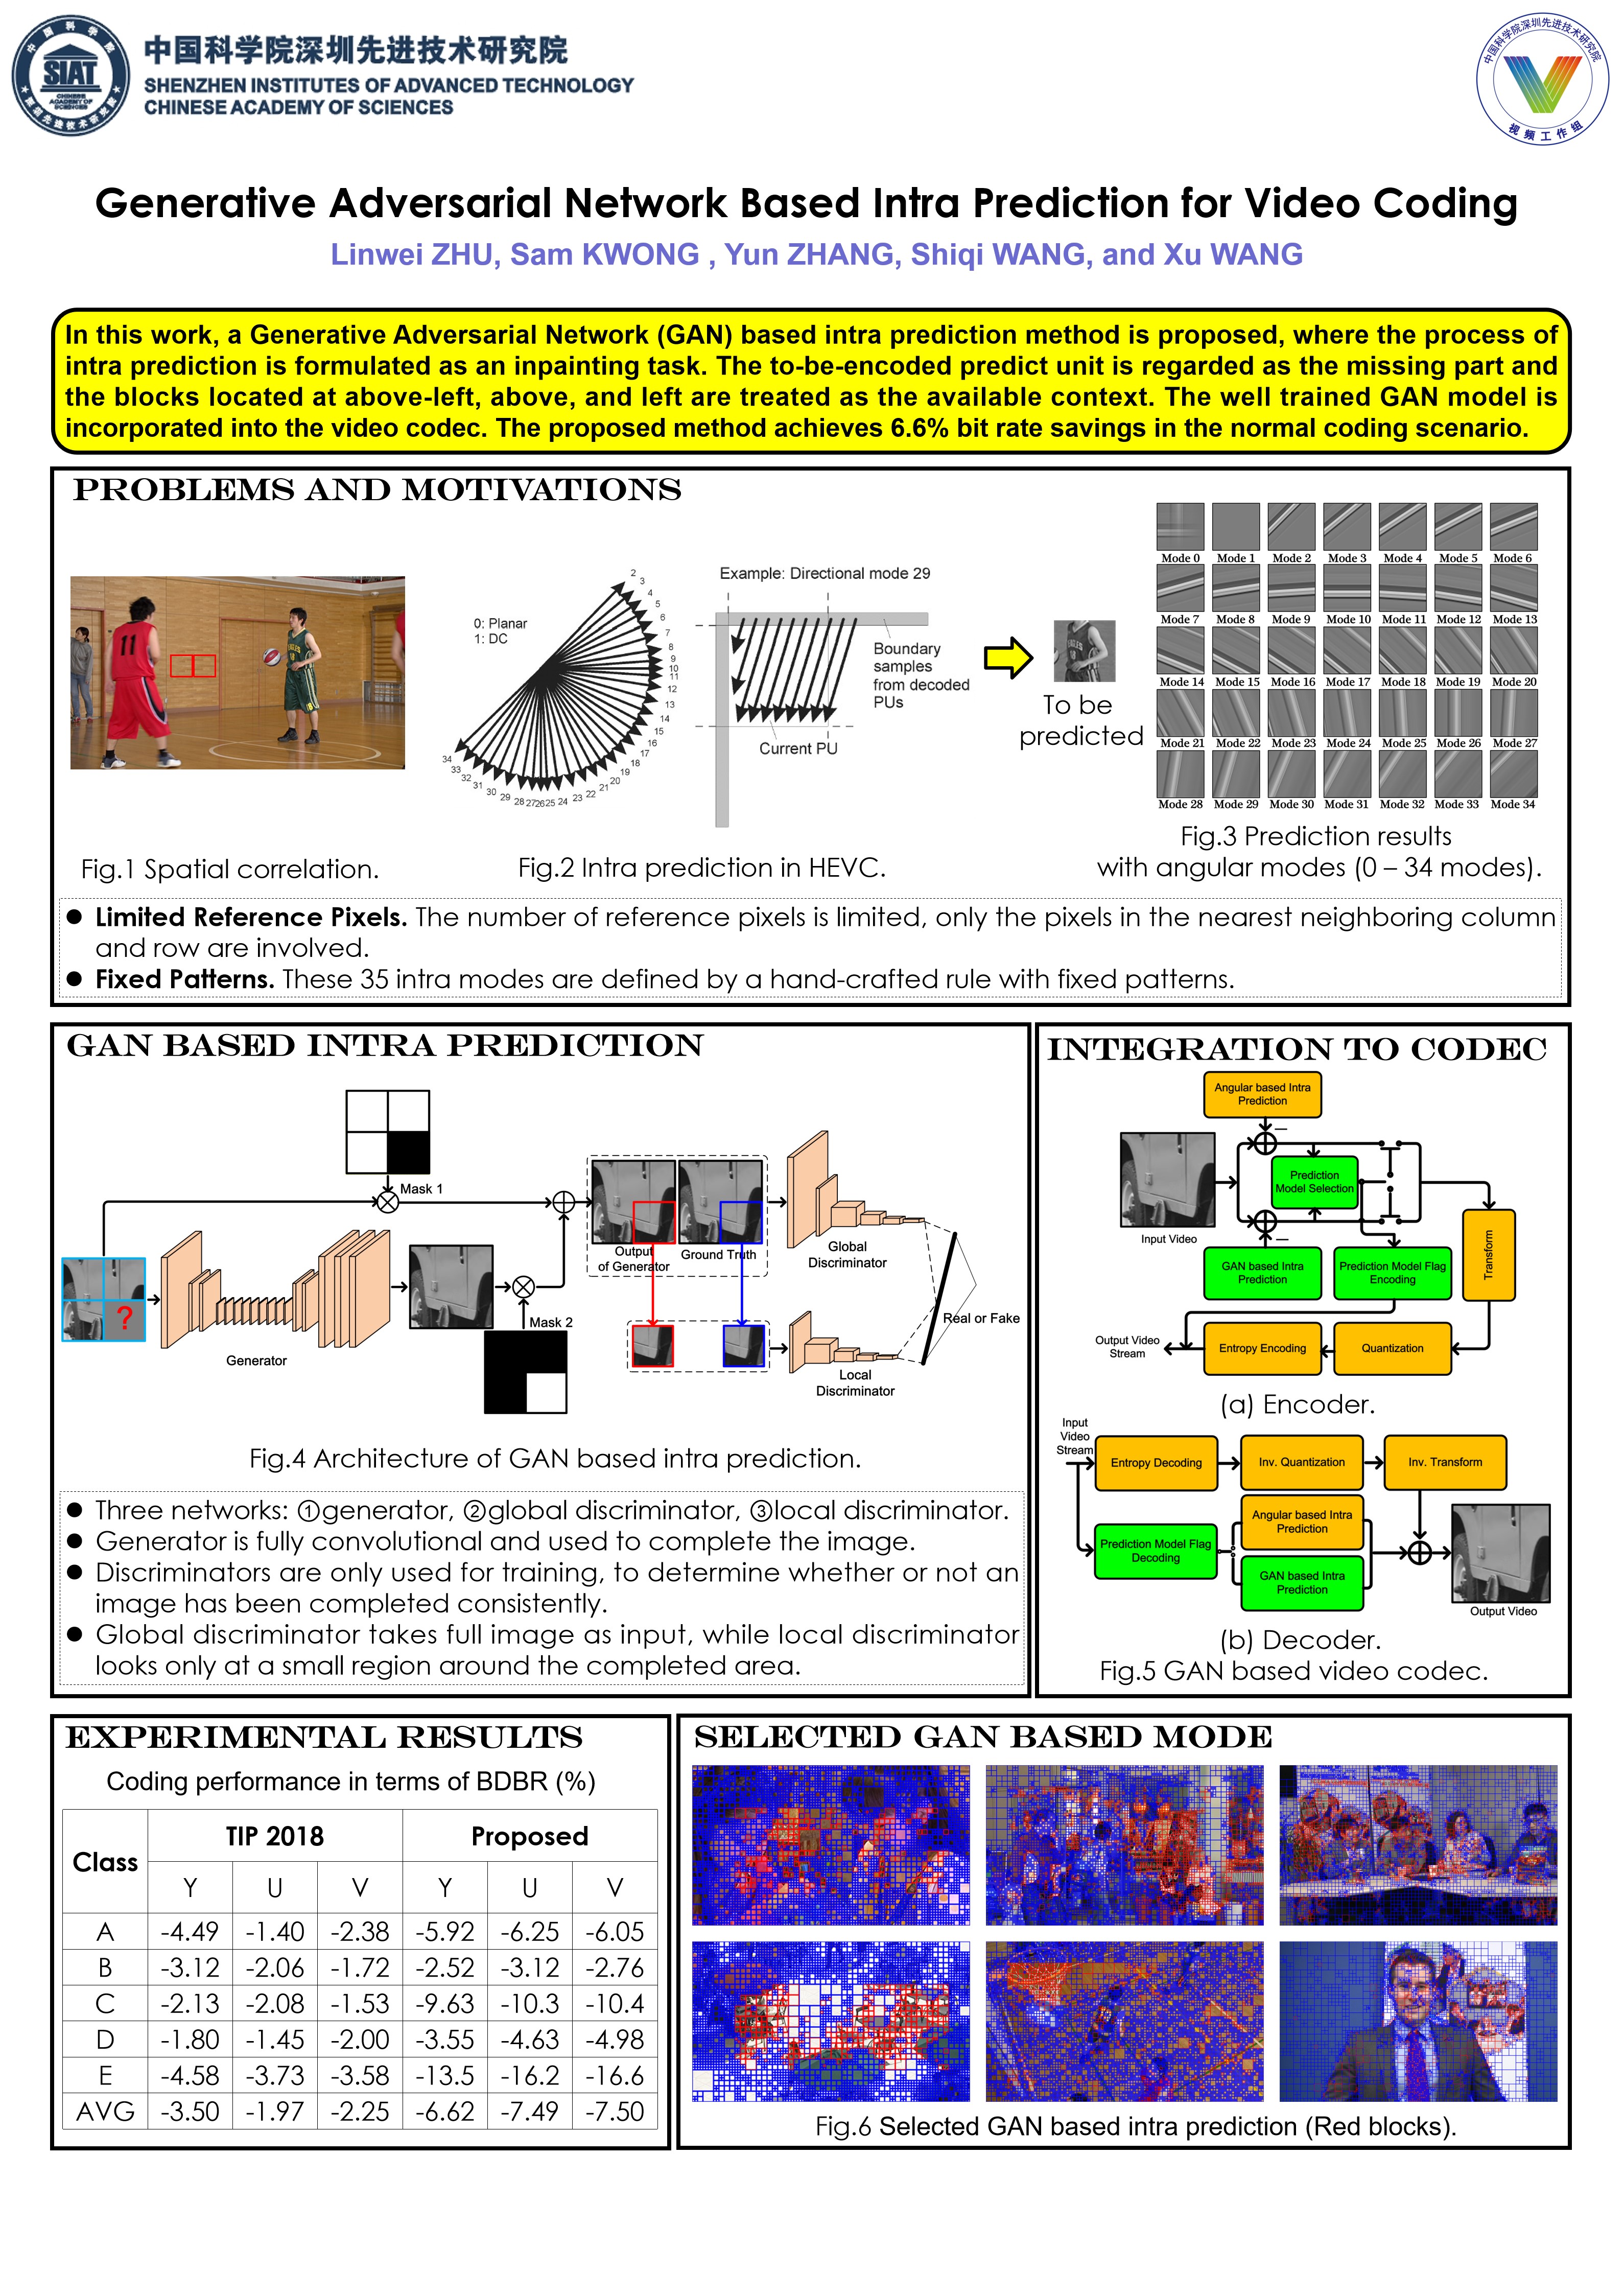 中国科学院深圳先进技术研究院
SHENZHEN INSTITUTES OF ADVANCED TECHNOLOGY
CHINESE ACADEMY OF SCIENCES
中国科学院
SIAT
CHINESE
ACADEMY OF
SCIENCES
深圳先进技术研究院
中国科学院深圳先进技术研究院
视频工作组
Generative Adversarial Network Based Intra Prediction for Video Coding
Linwei ZHU, Sam KWONG , Yun ZHANG, Shiqi WANG, and Xu WANG
In this work, a Generative Adversarial Network (GAN) based intra prediction method is proposed, where the process of
intra prediction is formulated as an inpainting task. The to-be-encoded predict unit is regarded as the missing part and
the blocks located at above-left, above, and left are treated as the available context. The well trained GAN model is
incorporated into the video codec. The proposed method achieves 6.6% bit rate savings in the normal coding scenario.
PROBLEMS AND MOTIVATIONS
11
Fig.1 Spatial correlation.
0: Planar
1: DC
2
3
4
5
6
7
8
9
10
11
12
13
14
15
16
17
18
19
20
21
22
23
24
25
26
27
28
29
30
31
32
33
34
Example: Directional mode 29
Boundary
samples
from decoded
PUs
Current PU
Fig.2 Intra prediction in HEVC.
To be
predicted
Mode 0 Mode 1 Mode 2 Mode 3 Mode 4 Mode 5 Mode 6
Mode 7 Mode 8 Mode 9 Mode 10 Mode 11 Mode 12 Mode 13
Mode 14 Mode 15 Mode 16 Mode 17 Mode 18 Mode 19 Mode 20
Mode 21 Mode 22 Mode 23 Mode 24 Mode 25 Mode 26 Mode 27
Mode 28 Mode 29 Mode 30 Mode 31 Mode 32 Mode 33 Mode 34
Fig.3 Prediction results
with angular modes (0 – 34 modes).
● Limited Reference Pixels. The number of reference pixels is limited, only the pixels in the nearest neighboring column
and row are involved.
● Fixed Patterns. These 35 intra modes are defined by a hand-crafted rule with fixed patterns.
GAN BASED INTRA PREDICTION
Mask 1
?
Generator
Mask 2
Output
of Generator
Ground Truth
Global
Discriminator
Local
Discriminator
Real or Fake
Fig.4 Architecture of GAN based intra prediction.
● Three networks: ①generator, ②global discriminator, ③local discriminator.
● Generator is fully convolutional and used to complete the image.
● Discriminators are only used for training, to determine whether or not an
image has been completed consistently.
● Global discriminator takes full image as input, while local discriminator
looks only at a small region around the completed area.
INTEGRATION TO CODEC
Angular based Intra
Prediction
Prediction
Model Selection
Input Video
GAN based Intra
Prediction
Prediction Model Flag
Encoding
Transform
Output Video
Stream
Entropy Encoding
Quantization
(a) Encoder.
Input
Video
Stream
Entropy Decoding
Inv. Quantization
Inv. Transform
Angular based Intra
Prediction
Prediction Model Flag
Decoding
GAN based Intra
Prediction
Output Video
(b) Decoder.
Fig.5 GAN based video codec.
EXPERIMENTAL RESULTS
Coding performance in terms of BDBR (%)
Class TIP 2018 Proposed
Y U V Y U V
A -4.49 -1.40 -2.38 -5.92 -6.25 -6.05
B -3.12 -2.06 -1.72 -2.52 -3.12 -2.76
C -2.13 -2.08 -1.53 -9.63 -10.3 -10.4
D -1.80 -1.45 -2.00 -3.55 -4.63 -4.98
E -4.58 -3.73 -3.58 -13.5 -16.2 -16.6
AVG -3.50 -1.97 -2.25 -6.62 -7.49 -7.50
SELECTED GAN BASED MODE
Fig.6 Selected GAN based intra prediction (Red blocks).